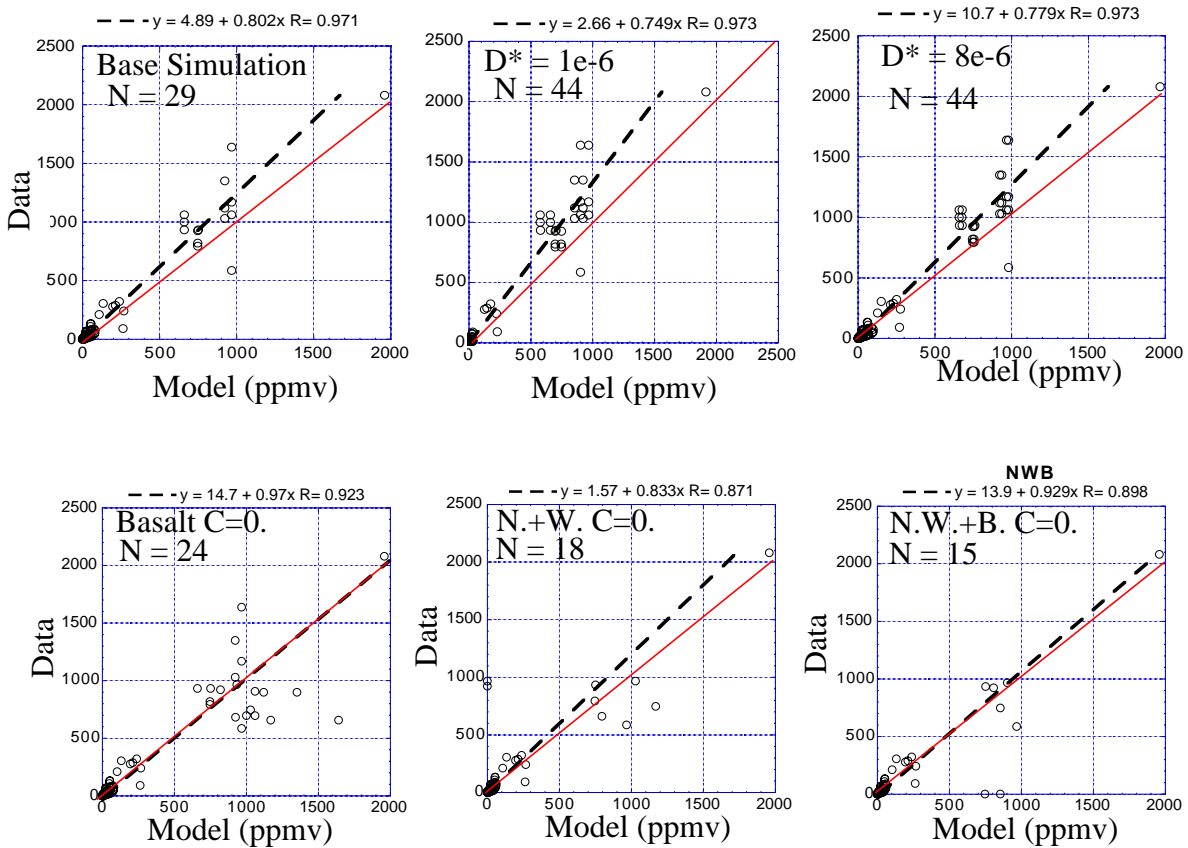 y = 4.89 + 0.802x R= 0.971
2500
2000
1500
000
500
0
Data
Base Simulation
N = 29
0
500
1000
1500
2000
Model (ppmv)
y = 2.66 + 0.749x R= 0.973
2500
2000
1500
1000
500
0
D* = 1e-6
N = 44
0
500
1000
1500
2000
2500
Model (ppmv)
y = 10.7 + 0.779x R= 0.973
2500
2000
1500
1000
500
0
D* = 8e-6
N = 44
0
500
1000
1500
2000
Model (ppmv)
y = 14.7 + 0.97x R= 0.923
2500
2000
1500
1000
500
0
Data
Basalt C=0.
N = 24
0
500
1000
1500
2000
Model (ppmv)
y = 1.57 + 0.833x R= 0.871
2500
2000
1500
1000
500
0
Data
N.+W. C=0.
N = 18
0
500
1000
1500
2000
Model (ppmv)
NWB
y = 13.9 + 0.929x R= 0.898
2500
2000
1500
1000
500
0
Data
N.W.+B. C=0.
N = 15
0
500
1000
1500
2000
Model (ppmv)